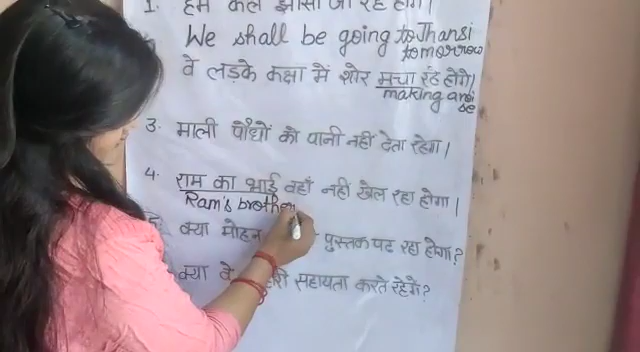 1. हम कल झांसी जा रहे होंगे।
We shall be going to Jhansi
tomorrow
वे लड़के कक्षा में शोर मचा रहे होंगे।
making
be
3. माली पौधों को पानी नहीं देता रहेगा।
4. राम का भाई वहाँ नहीं खेल रहा होगा।
Ram's brother
क्या मोहन पुस्तक पढ़ रहा होगा?
क्या वे सहायता करते रहेंगे?